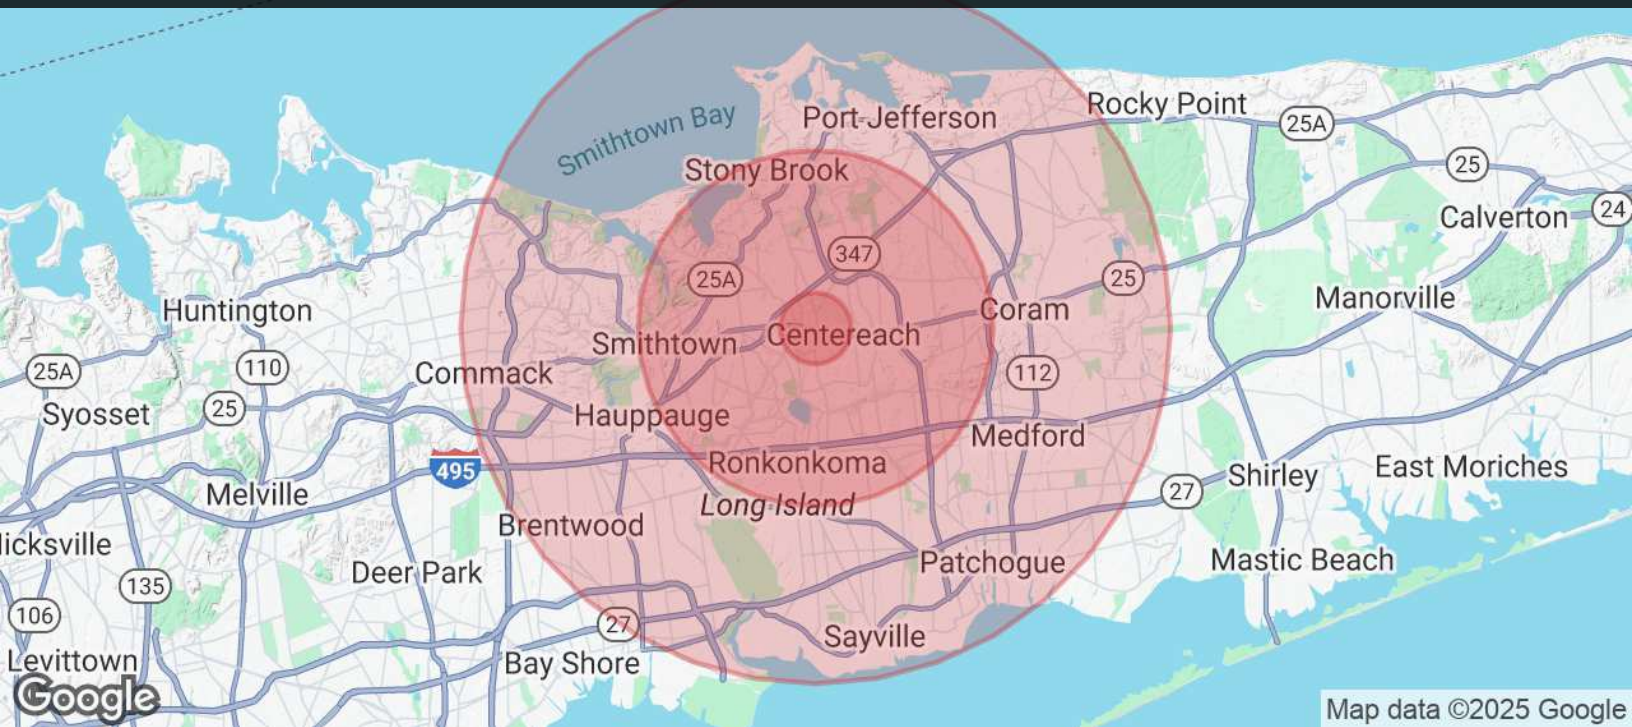 Rocky Point
Port Jefferson
Smithtown Bay
25A
Stony Brook
25
24
Calverton
347
25A
25
Manorville
Huntington
Coram
Centereach
Smithtown
110
25A
Commack
112
25
Syosset
Hauppauge
Medford
495
Ronkonkoma
Shirley
East Moriches
27
Melville
Long Island
Brentwood
icksville
Deer Park
Patchogue
Mastic Beach
135
106
27
Sayville
Levittown
Bay Shore
Google
Map data ©2025 Google